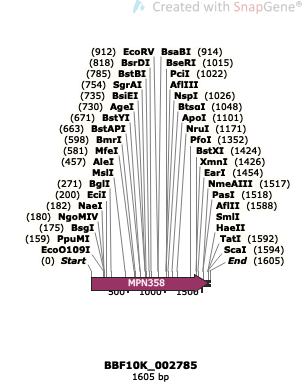 Created with SnapGene®
(912) EcoRV BsaBI (914)
(818) BsrDI BseRI (1015)
(785) BstBI PciI (1022)
(754) SgrAI AflIII
(735) BsiEI NspI (1026)
(730) AgeI BtsαI (1048)
(671) BstYI ApoI (1101)
(663) BstAPI NruI (1171)
(598) BmrI PfoI (1352)
(581) MfeI BstXI (1424)
(457) AleI XmnI (1426)
MslI EarI (1454)
(271) BglI NmeAIII (1517)
(200) EciI PasI (1518)
(182) NaeI AflII (1588)
(180) NgoMIV SmlI
(175) BsgI HaeII
(159) PpuMI TatI (1592)
EcoO109I ScaI (1594)
(0) Start End (1605)
MPN358
500 1000 1500
BBF10K_002785
1605 bp